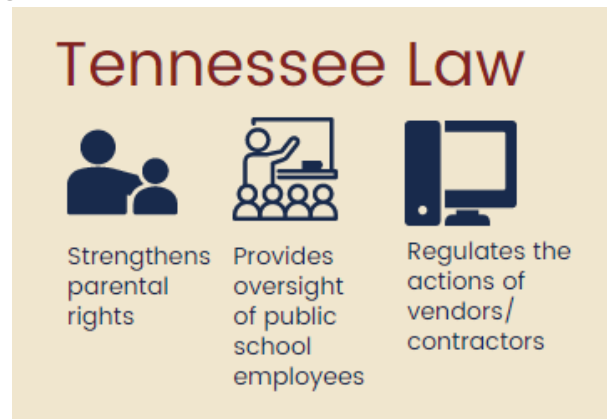 Tennessee Law
Strengthens
parental
rights
Provides
oversight
of public
school
employees
Regulates the
actions of
vendors/
contractors